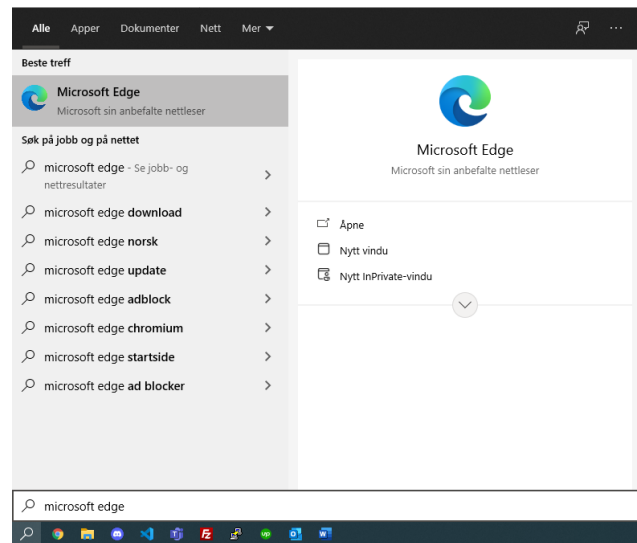 Alle Apper Dokumenter Nett Mer
Beste treff
Microsoft Edge
Microsoft sin anbefalte nettleser
Søk på jobb og på nettet
microsoft edge - Se jobb- og
nettresultater
microsoft edge download
microsoft edge norsk
microsoft edge update
microsoft edge adblock
microsoft edge chromium
microsoft edge startside
microsoft edge ad blocker
Microsoft Edge
Microsoft sin anbefalte nettleser
Åpne
Nytt vindu
Nytt InPrivate-vindu
microsoft edge